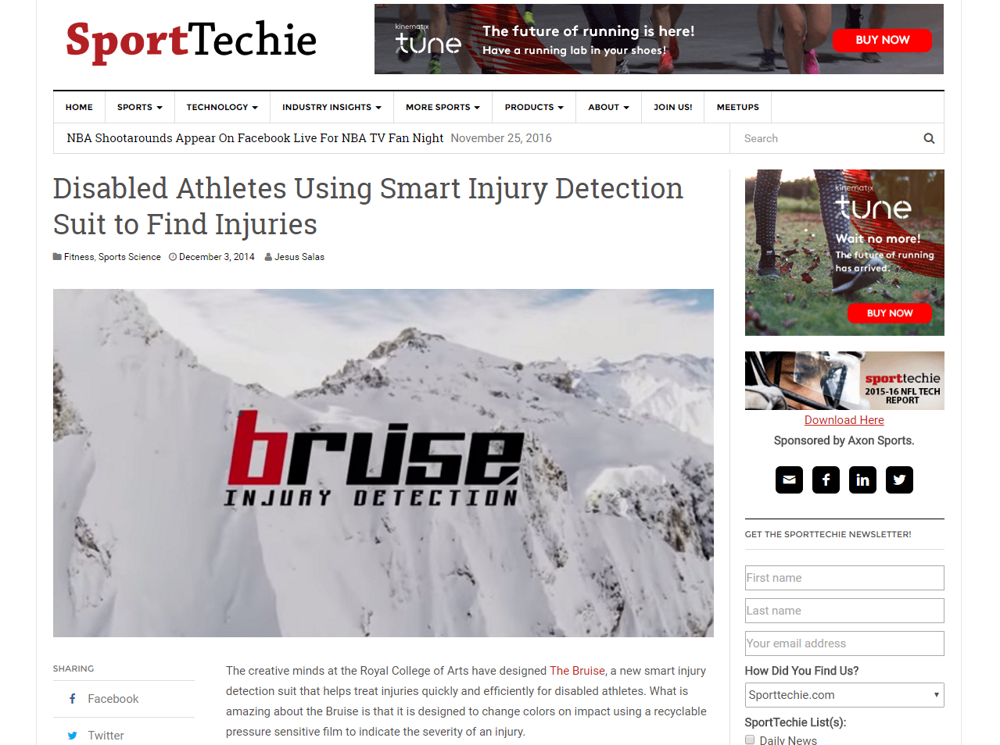 SportTechie
kinematix
tune
The future of running is here!
Have a running lab in your shoes!
BUY NOW
HOME
SPORTS
TECHNOLOGY
INDUSTRY INSIGHTS
MORE SPORTS
PRODUCTS
ABOUT
JOIN US!
MEETUPS
NBA Shootarounds Appear On Facebook Live For NBA TV Fan Night November 25, 2016
Search
Disabled Athletes Using Smart Injury Detection
Suit to Find Injuries
Fitness, Sports Science December 3, 2014 Jesus Salas
bruise
INJURY DETECTION
SHARING
Facebook
Twitter
The creative minds at the Royal College of Arts have designed The Bruise, a new smart injury
detection suit that helps treat injuries quickly and efficiently for disabled athletes. What is
amazing about the Bruise is that it is designed to change colors on impact using a recyclable
pressure sensitive film to indicate the severity of an injury.
kinematix
tune
Wait no more!
The future of running
has arrived.
BUY NOW
sporttechie
2015-16 NFL TECH
REPORT
Download Here
Sponsored by Axon Sports.
GET THE SPORTTECHIE NEWSLETTER!
First name
Last name
Your email address
How Did You Find Us?
Sporttechie.com
SportTechie List(s):
Daily News